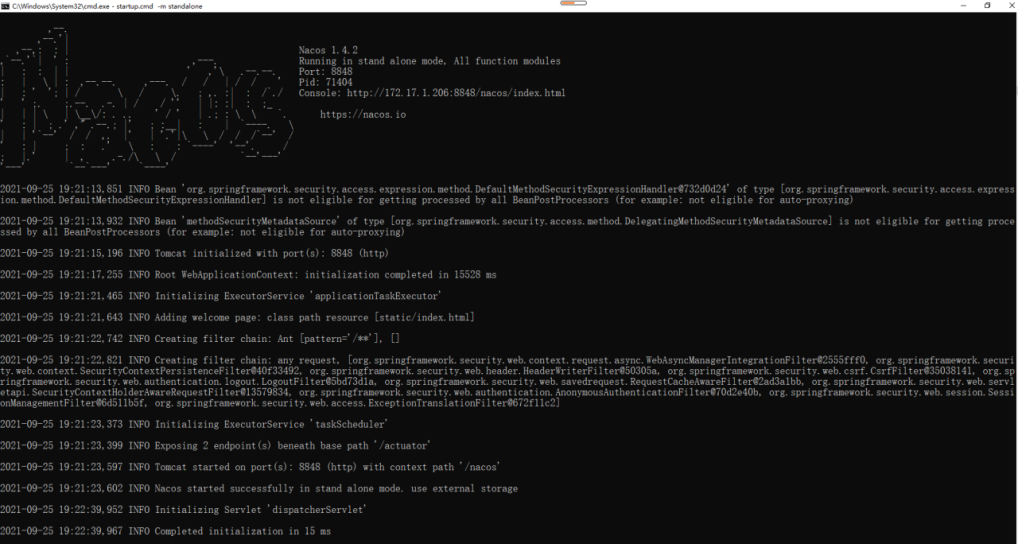 C:\Windows\System32\cmd.exe - startup.cmd -m standalone
Nacos 1.4.2
Running in stand alone mode, All function modules
Port: 8848
Pid: 71404
Console: http://172.17.1.206:8848/nacos/index.html
https://nacos.io
2021-09-25 19:21:13,851 INFO Bean 'org.springframework.security.access.expression.method.DefaultMethodSecurityExpressionHandler@732d0d24' of type [org.springframework.security.access.express
ion.method.DefaultMethodSecurityExpressionHandler] is not eligible for getting processed by all BeanPostProcessors (for example: not eligible for auto-proxying)
2021-09-25 19:21:13,932 INFO Bean 'methodSecurityMetadataSource' of type [org.springframework.security.access.method.DelegatingMethodSecurityMetadataSource] is not eligible for getting proce
ssed by all BeanPostProcessors (for example: not eligible for auto-proxying)
2021-09-25 19:21:15,196 INFO Tomcat initialized with port(s): 8848 (http)
2021-09-25 19:21:17,255 INFO Root WebApplicationContext: initialization completed in 15528 ms
2021-09-25 19:21:21,465 INFO Initializing ExecutorService 'applicationTaskExecutor'
2021-09-25 19:21:21,643 INFO Adding welcome page: class path resource [static/index.html]
2021-09-25 19:21:22,742 INFO Creating filter chain: Ant [pattern='/**'], []
2021-09-25 19:21:22,821 INFO Creating filter chain: any request, [org.springframework.security.web.context.request.async.WebAsyncManagerIntegrationFilter@2555fff0, org.springframework.securi
ty.web.context.SecurityContextPersistenceFilter@40f33492, org.springframework.security.web.header.HeaderWriterFilter@50305a, org.springframework.security.web.csrf.CsrfFilter@35038141, org.sp
ringframework.security.web.authentication.logout.LogoutFilter@5bd73d1a, org.springframework.security.web.savedrequest.RequestCacheAwareFilter@2ad3a1bb, org.springframework.security.web.servl
etapi.SecurityContextHolderAwareRequestFilter@13579834, org.springframework.security.web.authentication.AnonymousAuthenticationFilter@70d2e40b, org.springframework.security.web.session.Sessi
onManagementFilter@6d511b5f, org.springframework.security.web.access.ExceptionTranslationFilter@672f11c2]
2021-09-25 19:21:23,373 INFO Initializing ExecutorService 'taskScheduler'
2021-09-25 19:21:23,399 INFO Exposing 2 endpoint(s) beneath base path '/actuator'
2021-09-25 19:21:23,597 INFO Tomcat started on port(s): 8848 (http) with context path '/nacos'
2021-09-25 19:21:23,602 INFO Nacos started successfully in stand alone mode. use external storage
2021-09-25 19:22:39,952 INFO Initializing Servlet 'dispatcherServlet'
2021-09-25 19:22:39,967 INFO Completed initialization in 15 ms